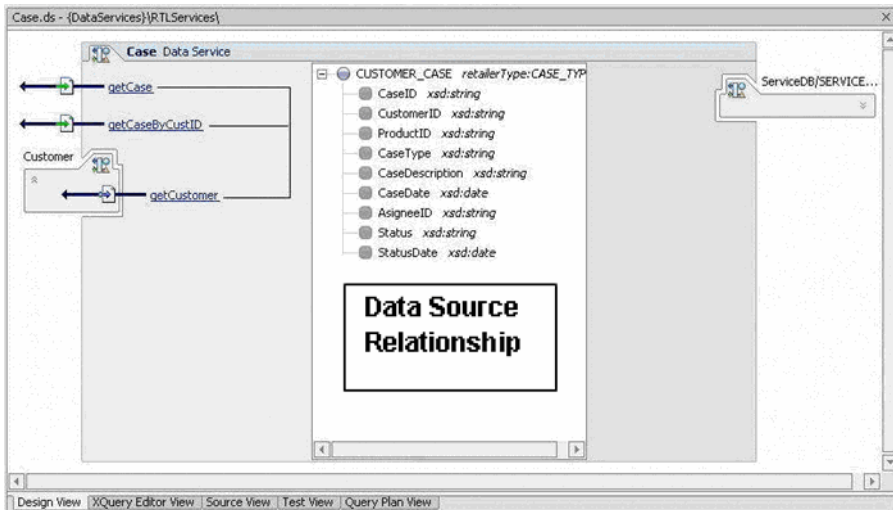 Case.ds - {DataServices}\RTLServices\
Case Data Service
getCase
getCaseByCustID
Customer
getCustomer
CUSTOMER_CASE retailerType:CASE_TYP
CaseID xsd:string
CustomerID xsd:string
ProductID xsd:string
CaseType xsd:string
CaseDescription xsd:string
CaseDate xsd:date
AsigneeID xsd:string
Status xsd:string
StatusDate xsd:date
Data Source
Relationship
ServiceDB/SERVICE...
Design View XQuery Editor View Source View Test View Query Plan View